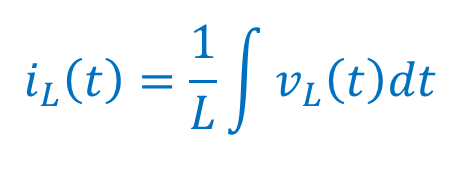 i_L(t) = \frac{1}{L} \int v_L(t)dt